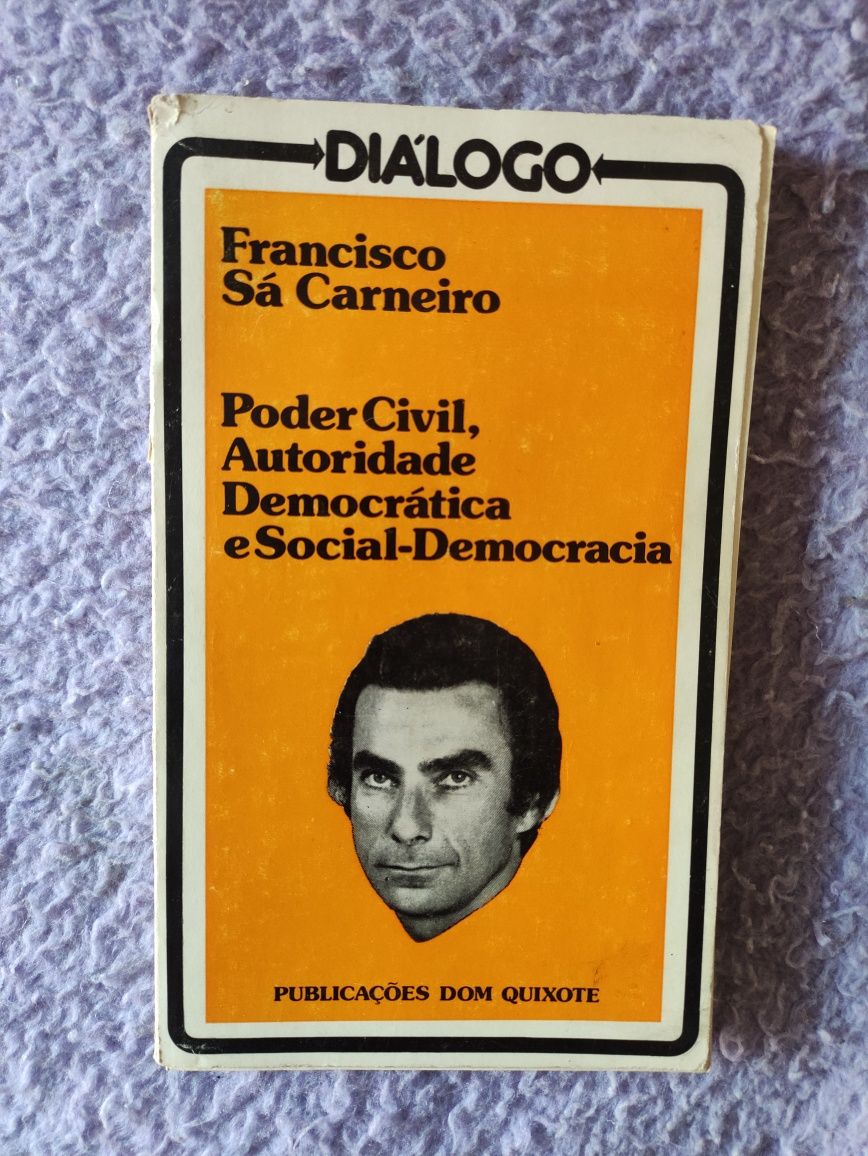 DIÁLOGO
Francisco
Sá Carneiro
Poder Civil,
Autoridade
Democrática
e Social-Democracia
PUBLICAÇÕES DOM QUIXOTE